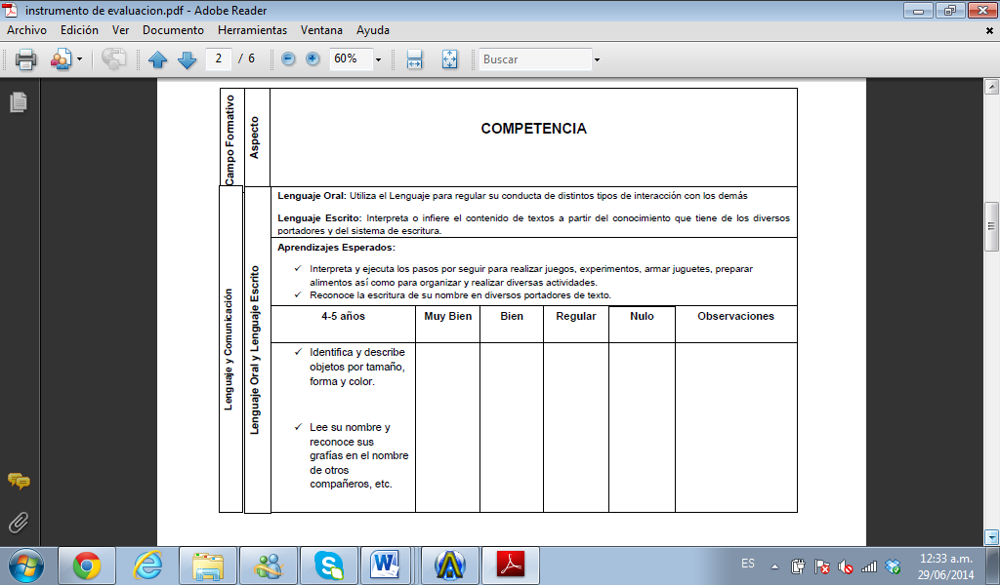 instrumento de evaluacion.pdf - Adobe Reader
Archivo Edición Ver Documento Herramientas Ventana Ayuda
2 / 6 60% Buscar
Campo Formativo
Aspecto
COMPETENCIA
Lenguaje y Comunicación
Lenguaje Oral y Lenguaje Escrito
Lenguaje Oral: Utiliza el Lenguaje para regular su conducta de distintos tipos de interacción con los demás
Lenguaje Escrito: Interpreta o infiere el contenido de textos a partir del conocimiento que tiene de los diversos
portadores y del sistema de escritura.
Aprendizajes Esperados:
✓ Interpreta y ejecuta los pasos por seguir para realizar juegos, experimentos, armar juguetes, preparar
alimentos así como para organizar y realizar diversas actividades.
✓ Reconoce la escritura de su nombre en diversos portadores de texto.
4-5 años Muy Bien Bien Regular Nulo Observaciones
✓ Identifica y describe
objetos por tamaño,
forma y color.
✓ Lee su nombre y
reconoce sus
grafías en el nombre
de otros
compañeros, etc.
ES
12:33 a.m.
29/06/2014